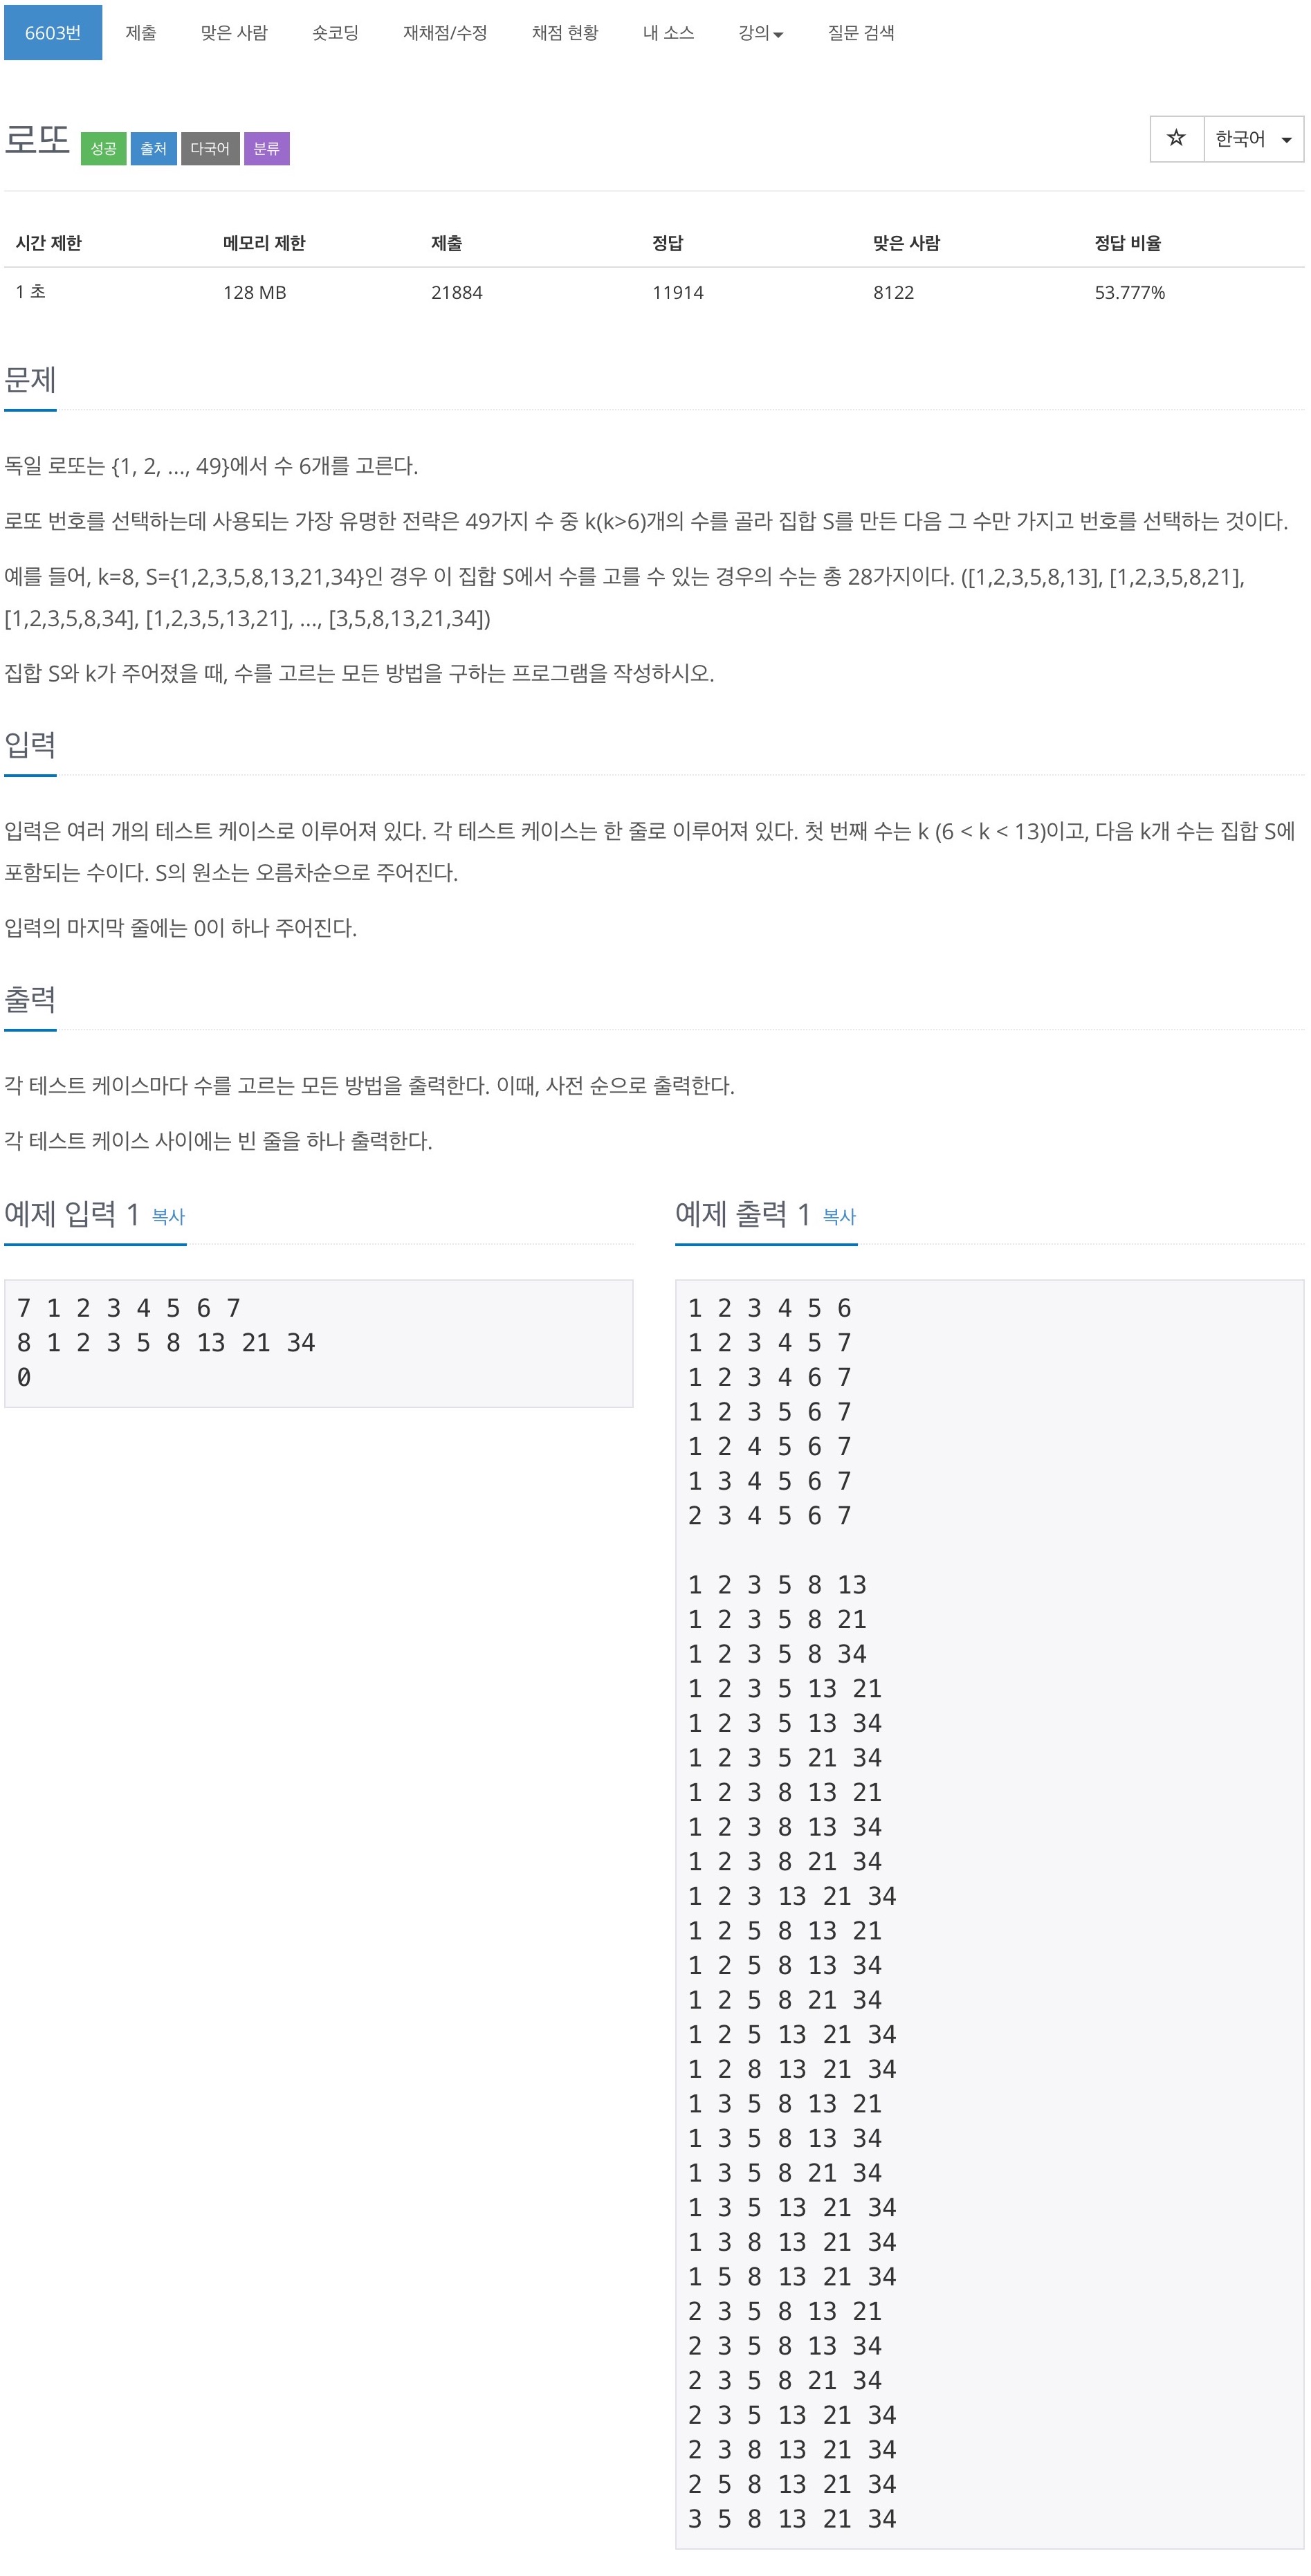 6603번 제출 맞은 사람 숏코딩 재채점/수정 채점 현황 내 소스 강의 질문 검색
로또 성공 출처 다국어 분류 ☆ 한국어
시간 제한 메모리 제한 제출 정답 맞은 사람 정답 비율
1 초 128 MB 21884 11914 8122 53.777%
문제
독일 로또는 {1, 2, ..., 49}에서 수 6개를 고른다.
로또 번호를 선택하는데 사용되는 가장 유명한 전략은 49가지 수 중 k(k>6)개의 수를 골라 집합 S를 만든 다음 그 수만 가지고 번호를 선택하는 것이다.
예를 들어, k=8, S={1,2,3,5,8,13,21,34}인 경우 이 집합 S에서 수를 고를 수 있는 경우의 수는 총 28가지이다. ([1,2,3,5,8,13], [1,2,3,5,8,21],
[1,2,3,5,8,34], [1,2,3,5,13,21], ..., [3,5,8,13,21,34])
집합 S와 k가 주어졌을 때, 수를 고르는 모든 방법을 구하는 프로그램을 작성하시오.
입력
입력은 여러 개의 테스트 케이스로 이루어져 있다. 각 테스트 케이스는 한 줄로 이루어져 있다. 첫 번째 수는 k (6 < k < 13)이고, 다음 k개 수는 집합 S에
포함되는 수이다. S의 원소는 오름차순으로 주어진다.
입력의 마지막 줄에는 0이 하나 주어진다.
출력
각 테스트 케이스마다 수를 고르는 모든 방법을 출력한다. 이때, 사전 순으로 출력한다.
각 테스트 케이스 사이에는 빈 줄을 하나 출력한다.
예제 입력 1 복사
7 1 2 3 4 5 6 7
8 1 2 3 5 8 13 21 34
0
예제 출력 1 복사
1 2 3 4 5 6
1 2 3 4 5 7
1 2 3 4 6 7
1 2 3 5 6 7
1 2 4 5 6 7
1 3 4 5 6 7
2 3 4 5 6 7

1 2 3 5 8 13
1 2 3 5 8 21
1 2 3 5 8 34
1 2 3 5 13 21
1 2 3 5 13 34
1 2 3 5 21 34
1 2 3 8 13 21
1 2 3 8 13 34
1 2 3 8 21 34
1 2 3 13 21 34
1 2 5 8 13 21
1 2 5 8 13 34
1 2 5 8 21 34
1 2 5 13 21 34
1 2 8 13 21 34
1 3 5 8 13 21
1 3 5 8 13 34
1 3 5 8 21 34
1 3 5 13 21 34
1 3 8 13 21 34
1 5 8 13 21 34
2 3 5 8 13 21
2 3 5 8 13 34
2 3 5 8 21 34
2 3 5 13 21 34
2 3 8 13 21 34
2 5 8 13 21 34
3 5 8 13 21 34